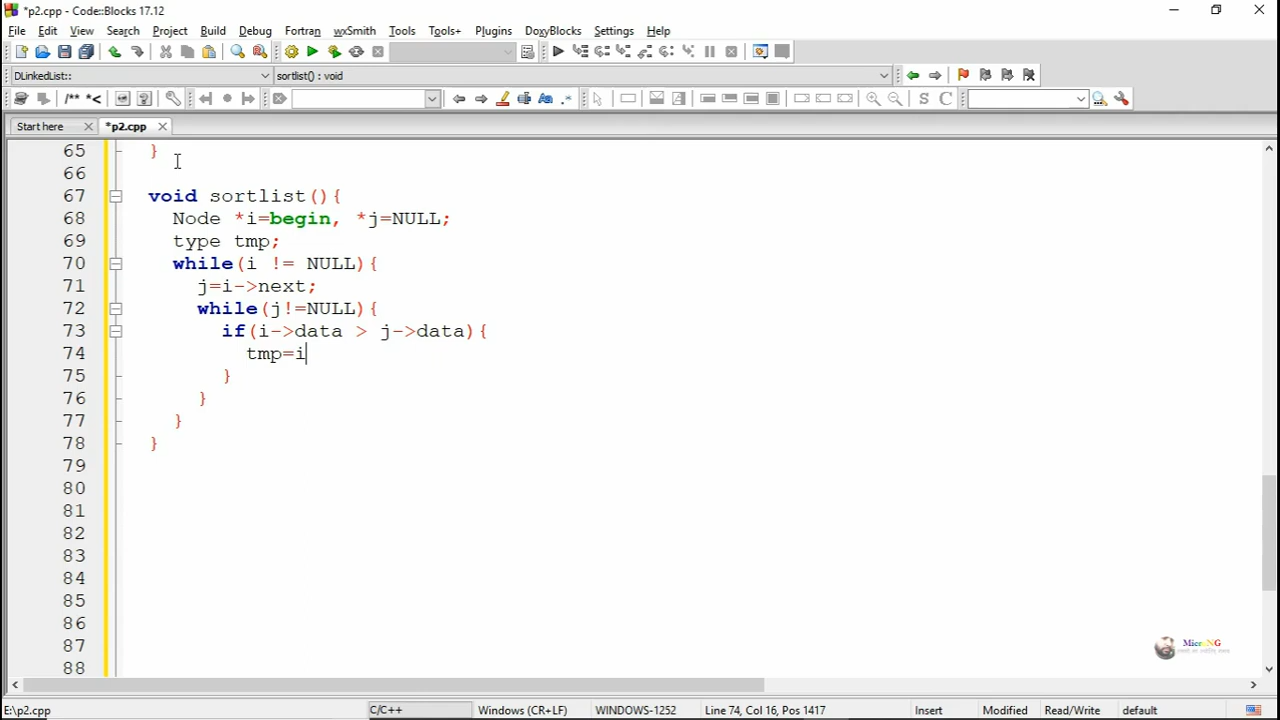 *p2.cpp - Code::Blocks 17.12
File Edit View Search Project Build Debug Fortran wxSmith Tools Tools+ Plugins DoxyBlocks Settings Help
DLinkedList:: sortlist() : void
/** *< 
S C
Start here *p2.cpp
65 }
66
67 void sortlist(){
68 Node *i=begin, *j=NULL;
69 type tmp;
70 while(i != NULL){
71 j=i->next;
72 while(j!=NULL){
73 if(i->data > j->data){
74 tmp=i
75 }
76 }
77 }
78 }
79
80
81
82
83
84
85
86
87
88
MicroNG
E:\p2.cpp C/C++ Windows (CR+LF) WINDOWS-1252 Line 74, Col 16, Pos 1417 Insert Modified Read/Write default